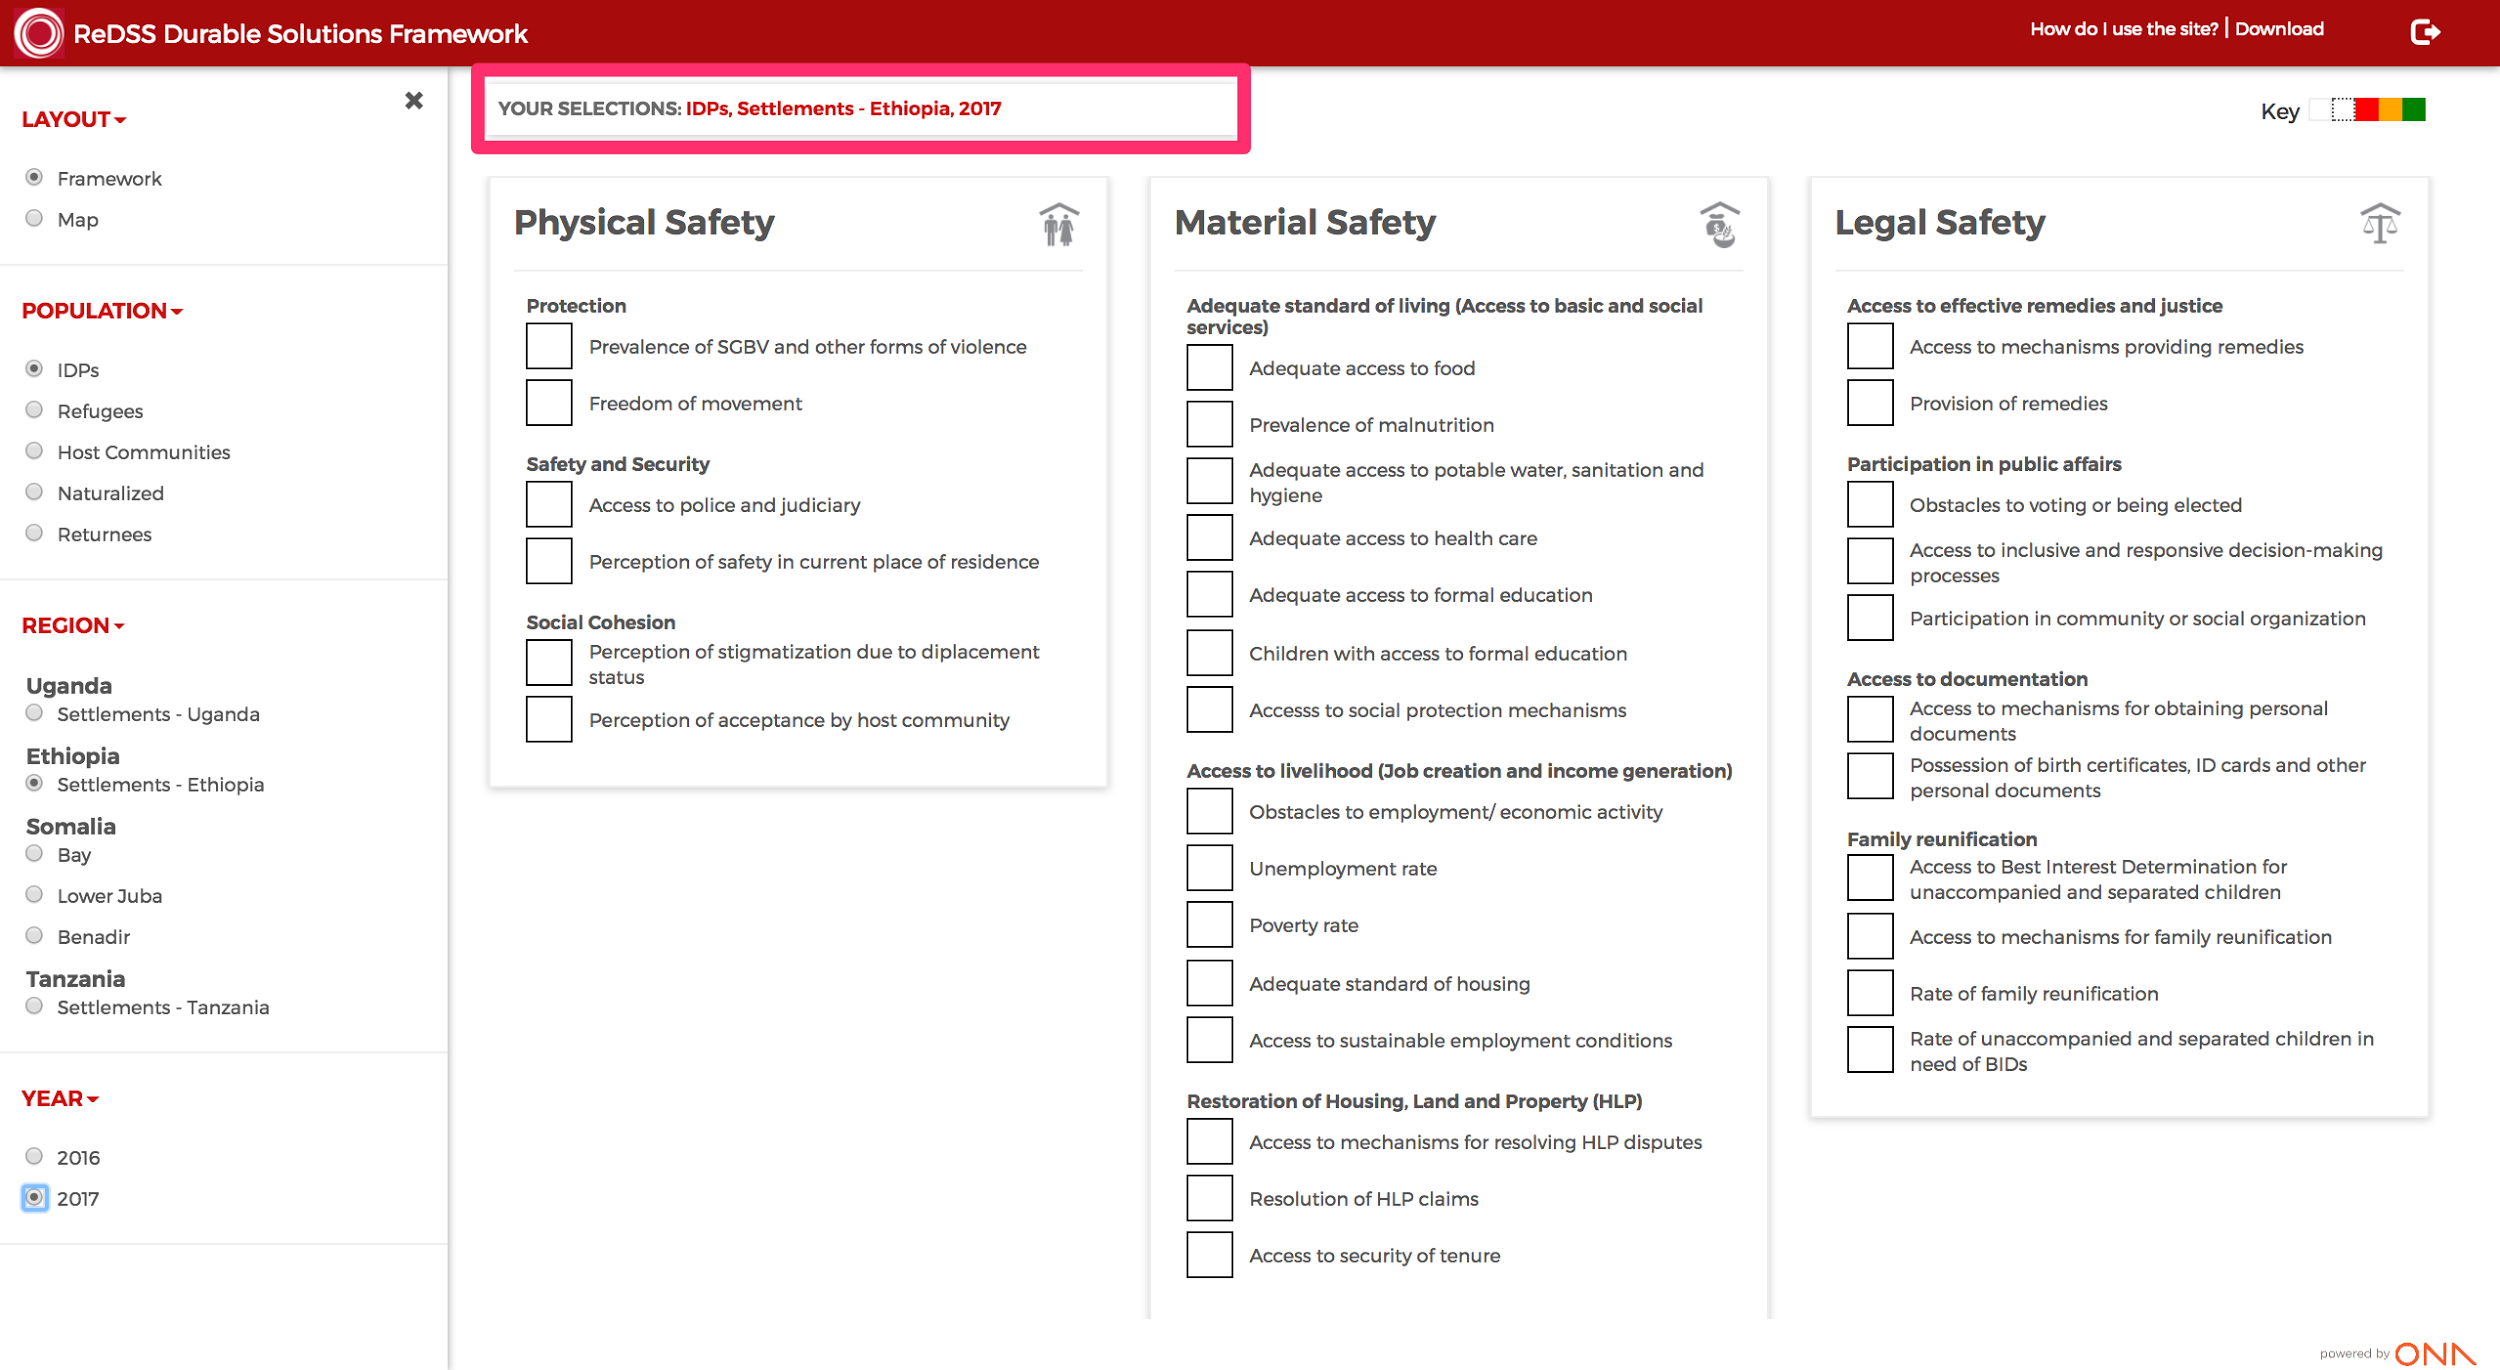 ReDSS Durable Solutions Framework
How do I use the site? | Download
LAYOUT
Framework
Map
POPULATION
IDPs
Refugees
Host Communities
Naturalized
Returnees
REGION
Uganda
Settlements - Uganda
Ethiopia
Settlements - Ethiopia
Somalia
Bay
Lower Juba
Benadir
Tanzania
Settlements - Tanzania
YEAR
2016
2017
YOUR SELECTIONS: IDPs, Settlements - Ethiopia, 2017
Key
Physical Safety
Protection
Prevalence of SGBV and other forms of violence
Freedom of movement
Safety and Security
Access to police and judiciary
Perception of safety in current place of residence
Social Cohesion
Perception of stigmatization due to diplacement
status
Perception of acceptance by host community
Material Safety
Adequate standard of living (Access to basic and social
services)
Adequate access to food
Prevalence of malnutrition
Adequate access to potable water, sanitation and
hygiene
Adequate access to health care
Adequate access to formal education
Children with access to formal education
Accesss to social protection mechanisms
Access to livelihood (Job creation and income generation)
Obstacles to employment/ economic activity
Unemployment rate
Poverty rate
Adequate standard of housing
Access to sustainable employment conditions
Restoration of Housing, Land and Property (HLP)
Access to mechanisms for resolving HLP disputes
Resolution of HLP claims
Access to security of tenure
Legal Safety
Access to effective remedies and justice
Access to mechanisms providing remedies
Provision of remedies
Participation in public affairs
Obstacles to voting or being elected
Access to inclusive and responsive decision-making
processes
Participation in community or social organization
Access to documentation
Access to mechanisms for obtaining personal
documents
Possession of birth certificates, ID cards and other
personal documents
Family reunification
Access to Best Interest Determination for
unaccompanied and separated children
Access to mechanisms for family reunification
Rate of family reunification
Rate of unaccompanied and separated children in
need of BIDs
powered by ONA